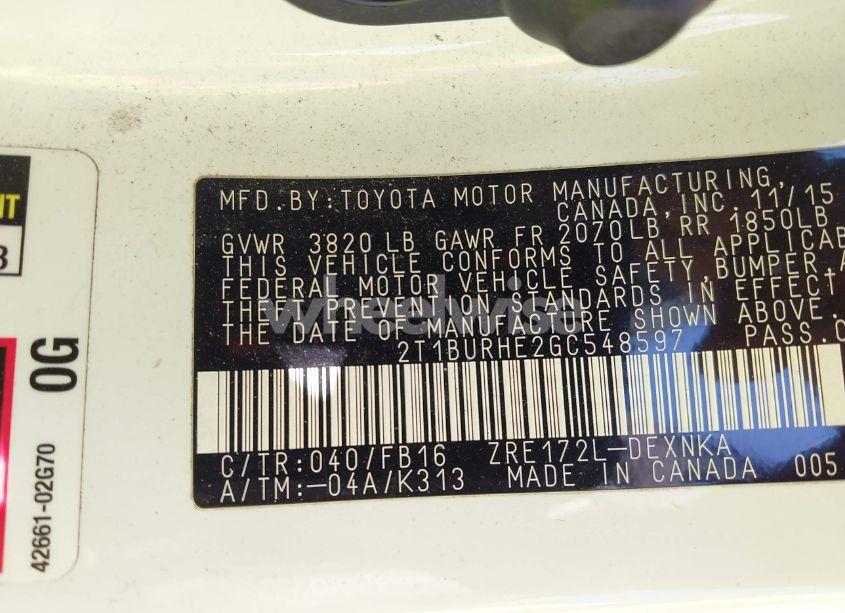 MFD.BY:TOYOTA MOTOR MANUFACTURING,
CANADA,INC. 11/15
GVWR 3820 LB GAWR FR 2070LB, RR 1850LB
THIS VEHICLE CONFORMS TO ALL
FEDERAL MOTOR VEHICLE SAFETY,BUMPER,
THEFT PREVENTION STANDARDS IN EFFECT
THE DATE OF MANUFACTURE SHOWN ABOVE.
2T1BURHE2GC548597 PASS.
C/TR:040/FB16 ZRE172L-DEXNKA
A/TM:-04A/K313 MADE IN CANADA 005
0G
42661-02G70
wheelwise